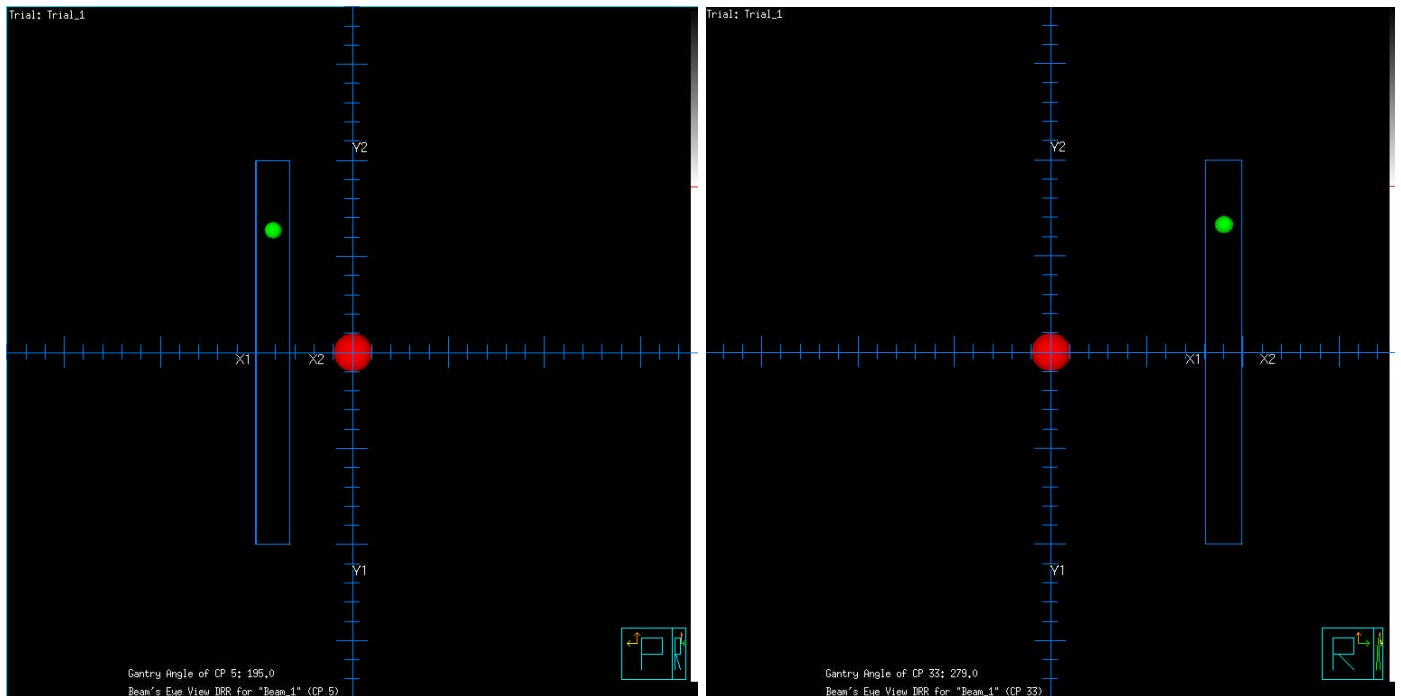 Trial: Trial_1
Y2
X1 X2
Y1
P R
Gantry Angle of CP 5: 195.0
Beam's Eye View DRR for "Beam_1" (CP 5)
Trial: Trial_1
Y2
X1 X2
Y1
R
Gantry Angle of CP 33: 279.0
Beam's Eye View DRR for "Beam_1" (CP 33)